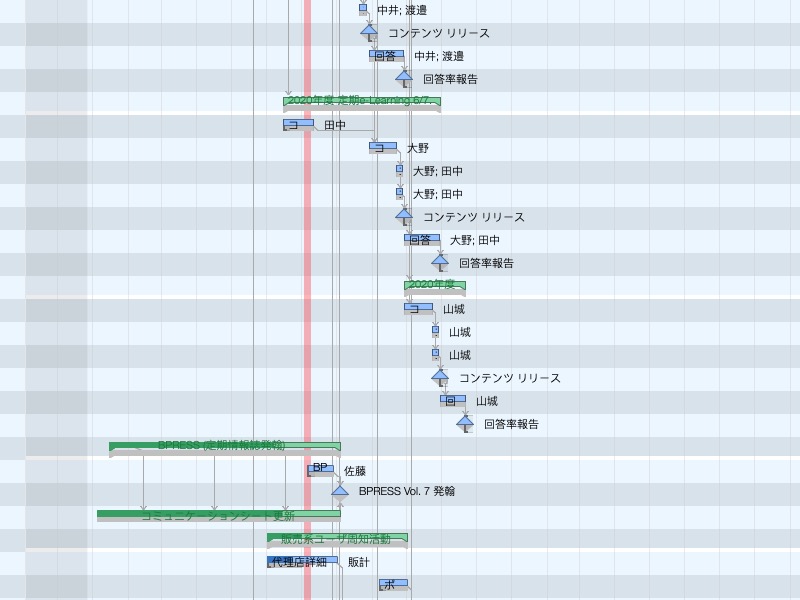 中井; 渡邉
コンテンツ リリース
回答 中井; 渡邉
回答率報告
2020年度 定期e-Learning 6/7
コ 田中
コ 大野
大野; 田中
大野; 田中
コンテンツ リリース
回答 大野; 田中
回答率報告
2020年度
コ 山城
山城
山城
コンテンツ リリース
回 山城
回答率報告
BPRESS (定期情報誌発翰)
BP 佐藤
BPRESS Vol. 7 発翰
コミュニケーションシート更新
販売系ユーザ周知活動
代理店詳細 販計
ポ